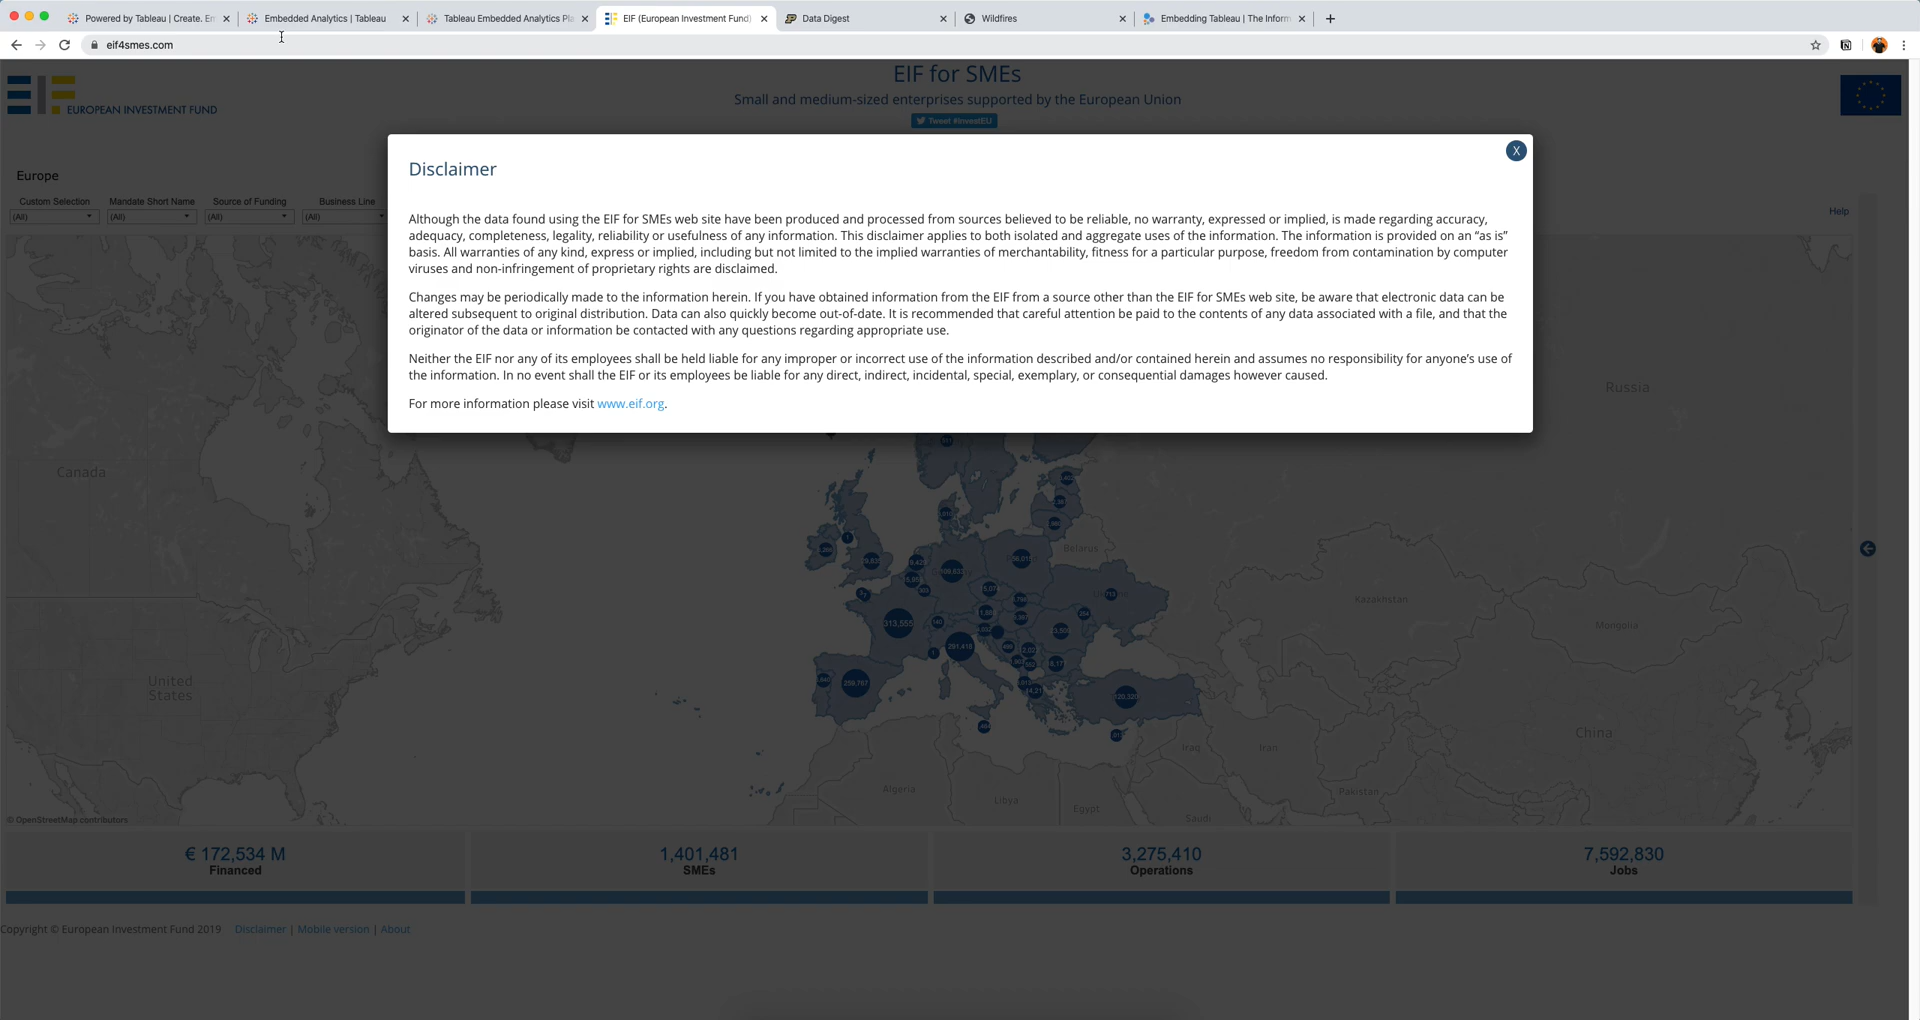 Powered by Tableau | Create. Em
Embedded Analytics | Tableau
Tableau Embedded Analytics Pla
EIF (European Investment Fund)
Data Digest
Wildfires
Embedding Tableau | The Inform
eif4smes.com
EIF for SMEs
EUROPEAN INVESTMENT FUND
Small and medium-sized enterprises supported by the European Union
Tweet #InvestEU
X
Disclaimer
Europe
Custom Selection
Mandate Short Name
Source of Funding
Business Line
(All)
(All)
(All)
(All)
Help
Although the data found using the EIF for SMEs web site have been produced and processed from sources believed to be reliable, no warranty, expressed or implied, is made regarding accuracy,
adequacy, completeness, legality, reliability or usefulness of any information. This disclaimer applies to both isolated and aggregate uses of the information. The information is provided on an “as is”
basis. All warranties of any kind, express or implied, including but not limited to the implied warranties of merchantability, fitness for a particular purpose, freedom from contamination by computer
viruses and non-infringement of proprietary rights are disclaimed.
Changes may be periodically made to the information herein. If you have obtained information from the EIF from a source other than the EIF for SMEs web site, be aware that electronic data can be
altered subsequent to original distribution. Data can also quickly become out-of-date. It is recommended that careful attention be paid to the contents of any data associated with a file, and that the
originator of the data or information be contacted with any questions regarding appropriate use.
Neither the EIF nor any of its employees shall be held liable for any improper or incorrect use of the information described and/or contained herein and assumes no responsibility for anyone’s use of
the information. In no event shall the EIF or its employees be liable for any direct, indirect, incidental, special, exemplary, or consequential damages however caused.
For more information please visit www.eif.org.
Russia
Canada
Belarus
Kazakhstan
313,555
Mongolia
291,418
United
States
259,767
120,320
China
Iraq
Iran
Algeria
Libya
Egypt
Pakistan
Saudi
© OpenStreetMap contributors
€ 172,534 M
Financed
1,401,481
SMEs
3,275,410
Operations
7,592,830
Jobs
Copyright © European Investment Fund 2019
Disclaimer | Mobile version | About